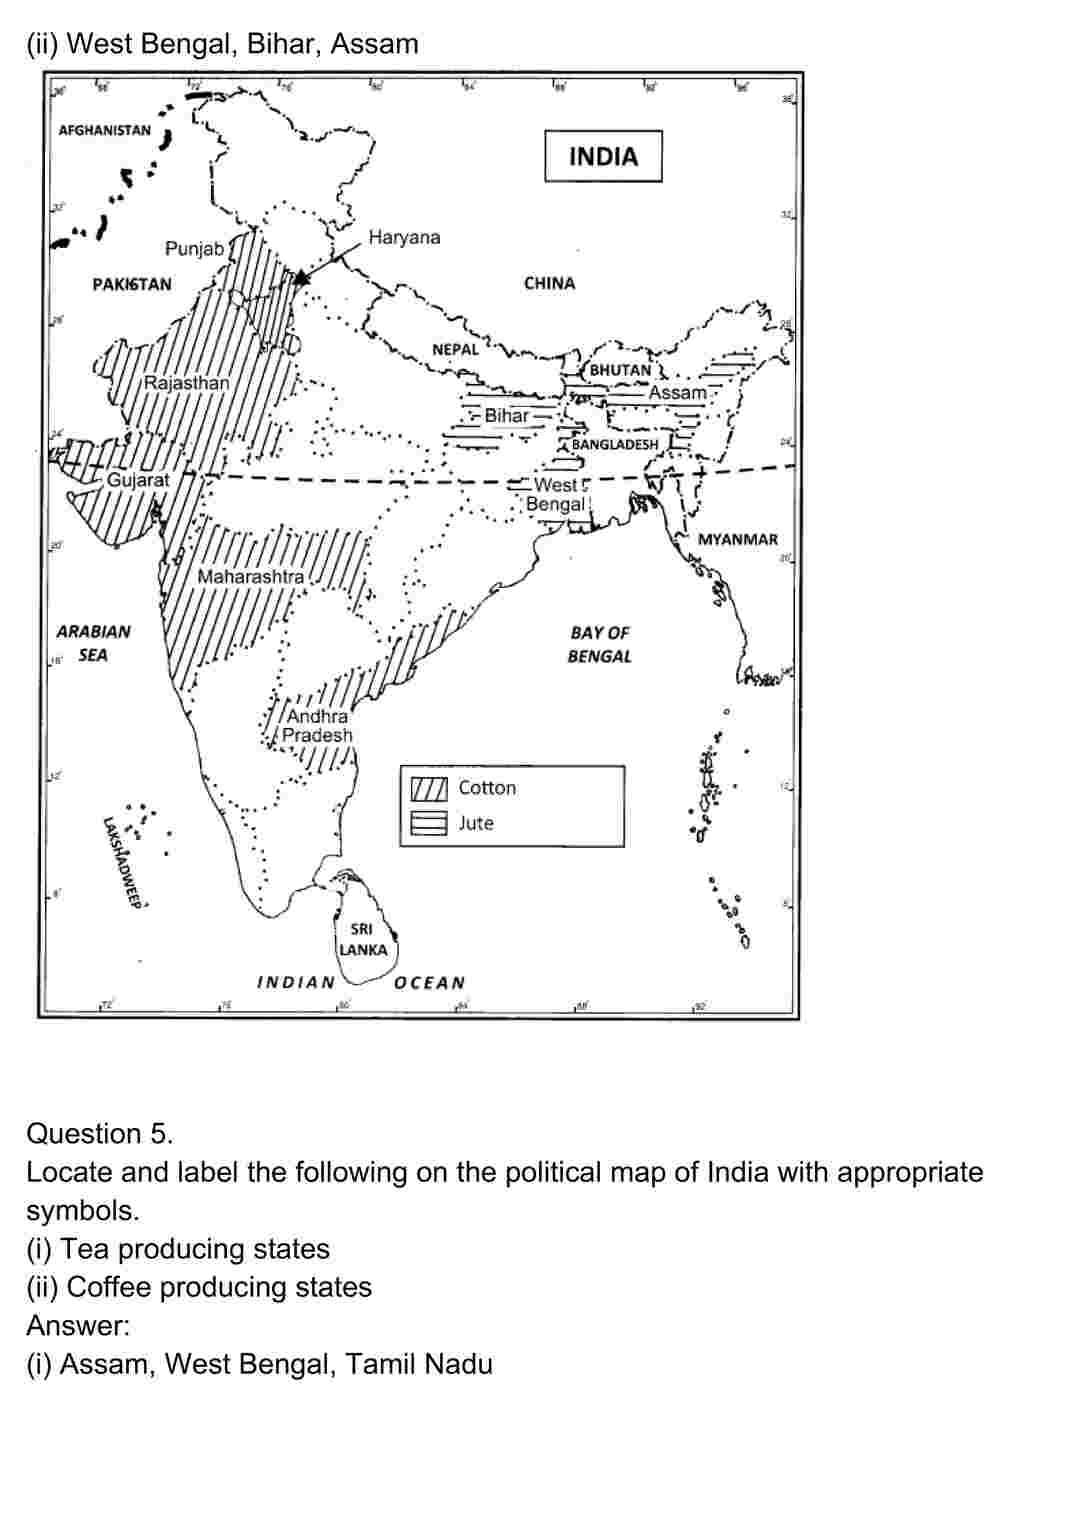 (ii) West Bengal, Bihar, Assam
AFGHANISTAN
INDIA
Haryana
Punjab
PAKISTAN
CHINA
NEPAL
BHUTAN
Rajasthan
Assam
Bihar
BANGLADESH
Gujarat
West
Bengal
MYANMAR
Maharashtra
ARABIAN
SEA
BAY OF
BENGAL
Andhra
Pradesh
Cotton
Jute
LAKSHADWEEP
SRI
LANKA
INDIAN OCEAN
Question 5.
Locate and label the following on the political map of India with appropriate
symbols.
(i) Tea producing states
(ii) Coffee producing states
Answer:
(i) Assam, West Bengal, Tamil Nadu